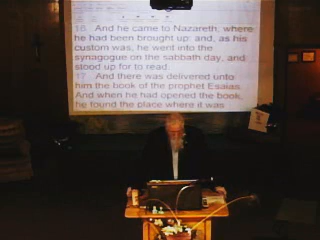 16 And he came to Nazareth, where
he had been brought up: and, as his
custom was, he went into the
synagogue on the sabbath day, and
stood up for to read.
17 And there was delivered unto
him the book of the prophet Esaias.
And when he had opened the book,
he found the place where it was